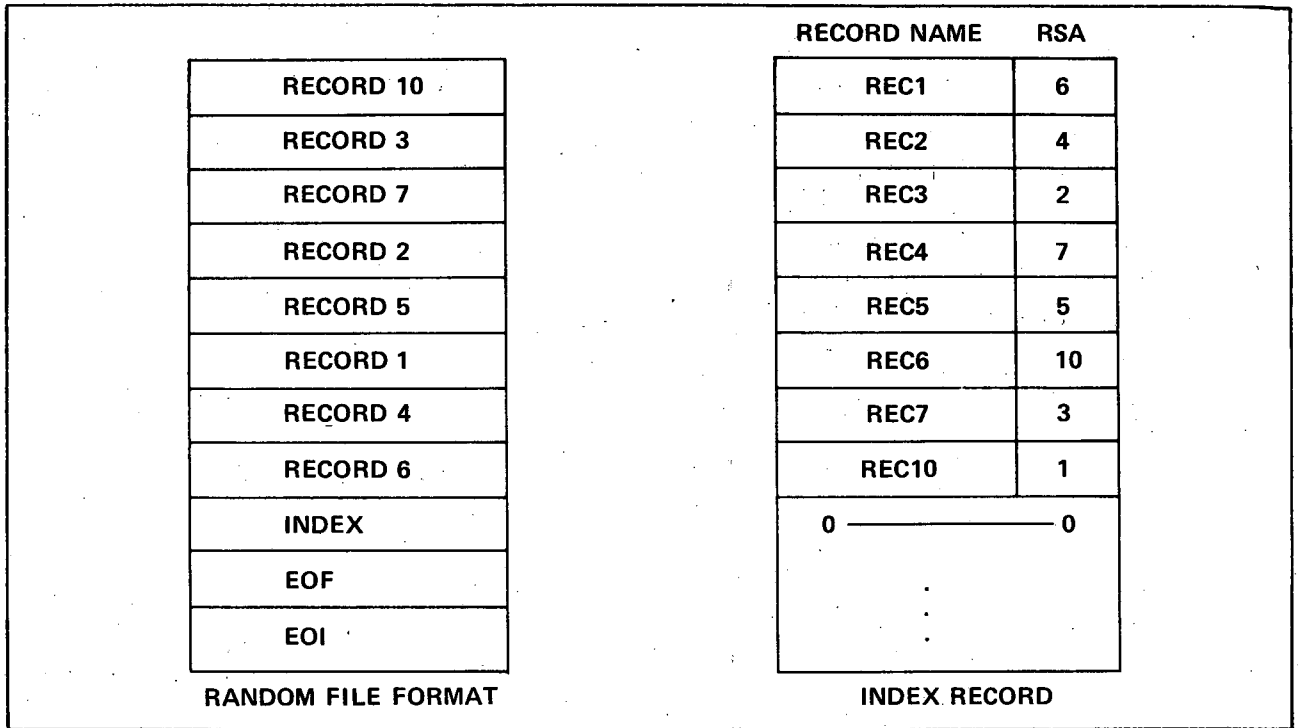 RECORD NAME RSA
RECORD 10 REC1 6
RECORD 3 REC2 4
RECORD 7 REC3 2
RECORD 2 REC4 7
RECORD 5 REC5 5
RECORD 1 REC6 10
RECORD 4 REC7 3
RECORD 6 REC10 1
INDEX 0 0
EOF
EOI
RANDOM FILE FORMAT INDEX RECORD